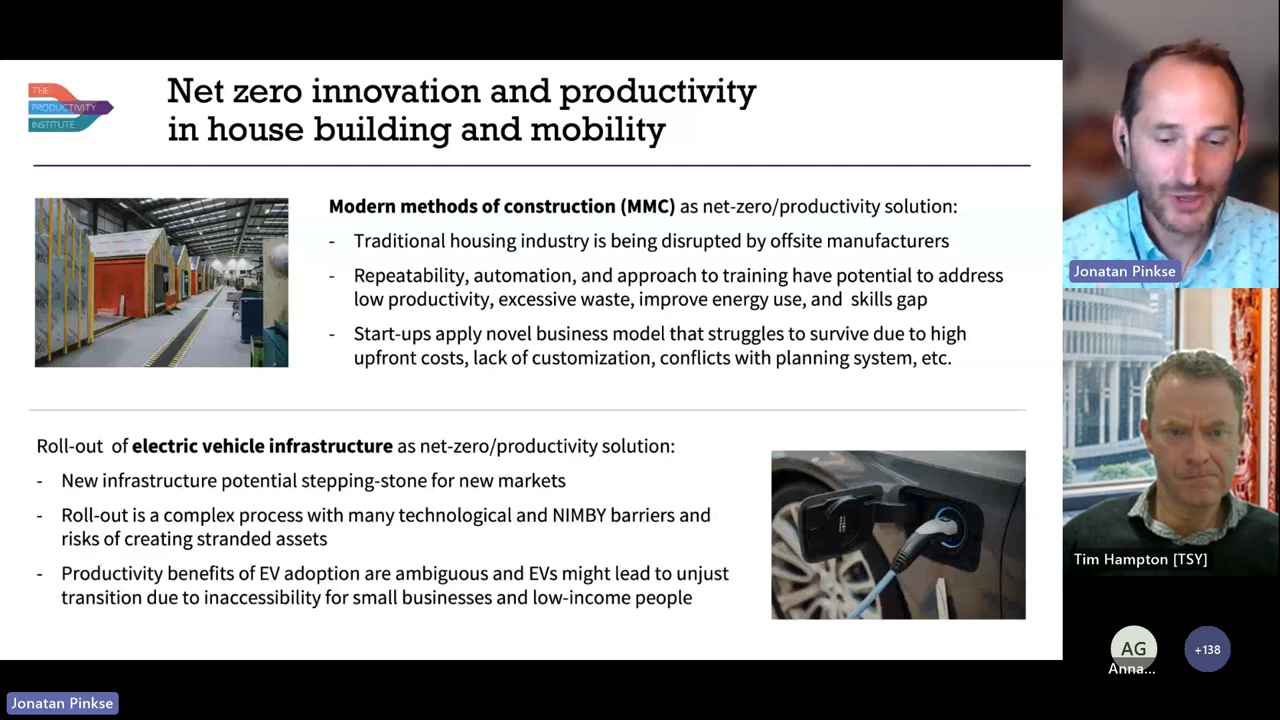 THE
PRODUCTIVITY
INSTITUTE
Net zero innovation and productivity
in house building and mobility
Modern methods of construction (MMC) as net-zero/productivity solution:
- Traditional housing industry is being disrupted by offsite manufacturers
- Repeatability, automation, and approach to training have potential to address
low productivity, excessive waste, improve energy use, and skills gap
- Start-ups apply novel business model that struggles to survive due to high
upfront costs, lack of customization, conflicts with planning system, etc.
Roll-out of electric vehicle infrastructure as net-zero/productivity solution:
- New infrastructure potential stepping-stone for new markets
- Roll-out is a complex process with many technological and NIMBY barriers and
risks of creating stranded assets
- Productivity benefits of EV adoption are ambiguous and EVs might lead to unjust
transition due to inaccessibility for small businesses and low-income people
Jonatan Pinkse
Tim Hampton [TSY]
AG
Anna...
+138
Jonatan Pinkse